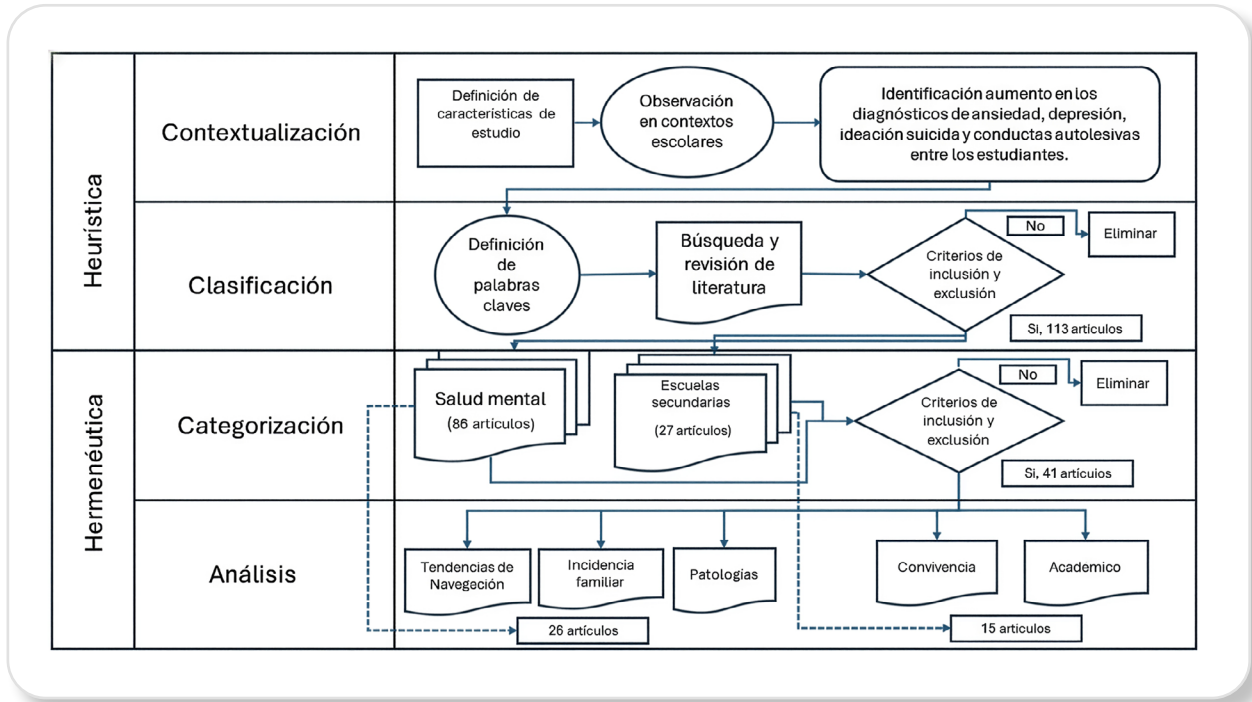 Heurística
Contextualización
Definición de
características de
estudio
Observación
en contextos
escolares
Identificación aumento en los
diagnósticos de ansiedad, depresión,
ideación suicida y conductas autolesivas
entre los estudiantes.
Clasificación
Definición
de
palabras
claves
Búsqueda y
revisión de
literatura
Criterios de
inclusión y
exclusión
No
Eliminar
Si, 113 articulos
Hermenéutica
Categorización
Salud mental
(86 articulos)
Escuelas
secundarias
(27 artículos)
Criterios de
inclusión y
exclusión
No
Eliminar
Si, 41 artículos
Análisis
Tendencias de
Navegación
Incidencia
familiar
Patologías
Convivencia
Academico
26 artículos
15 articulos